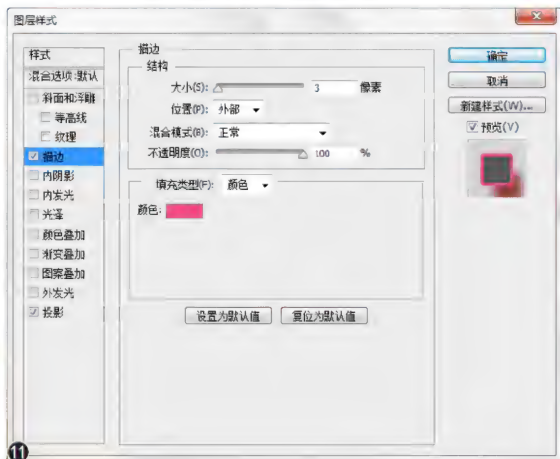 图层样式
样式
混合选项:默认
斜面和浮雕
等高线
纹理
描边
内阴影
内发光
光泽
颜色叠加
渐变叠加
图案叠加
外发光
投影
描边
结构
大小(S): 3 像素
位置(P): 外部
混合模式(B): 正常
不透明度(O): 100 %
填充类型(F): 颜色
颜色:
设置为默认值 复位为默认值
确定
取消
新建样式(W)...
预览(V)
11